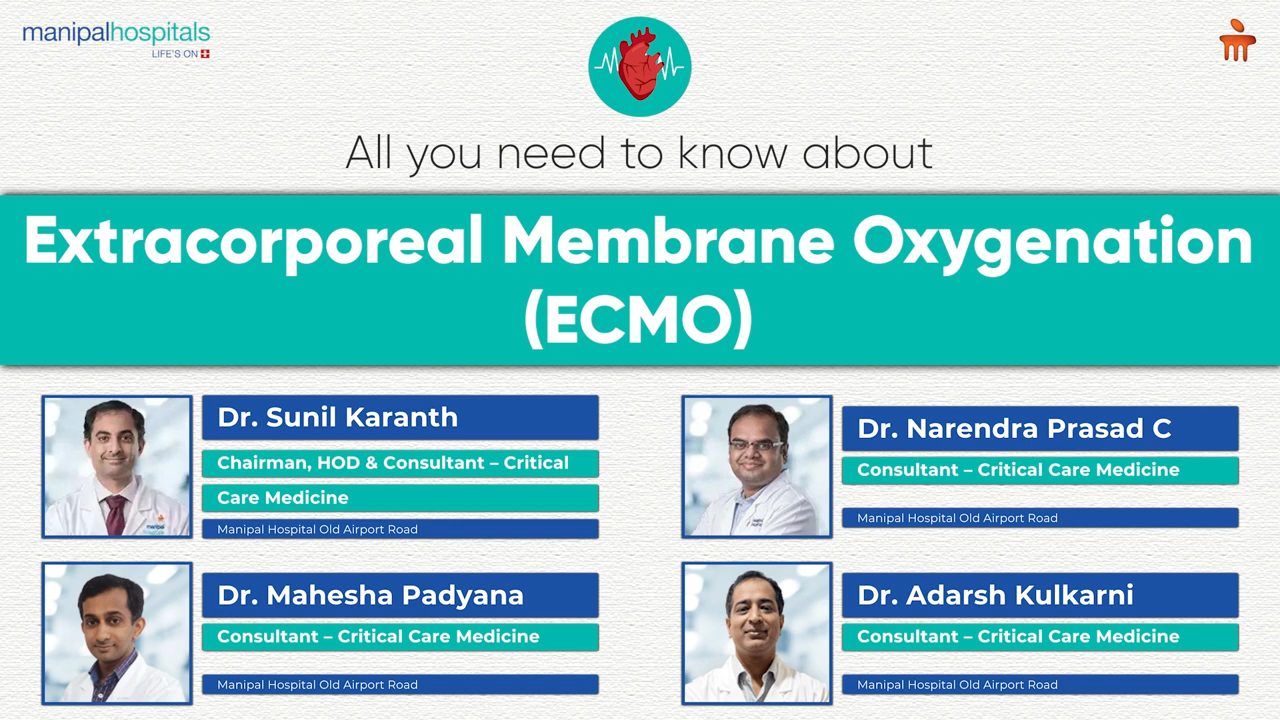 manipalhospitals
LIFE'S ON
All you need to know about
Extracorporeal Membrane Oxygenation
(ECMO)
Dr. Sunil Karanth
Chairman, HOD & Consultant – Critical
Care Medicine
Manipal Hospital Old Airport Road
Dr. Narendra Prasad C
Consultant – Critical Care Medicine
Manipal Hospital Old Airport Road
Dr. Mahesha Padyana
Consultant – Critical Care Medicine
Manipal Hospital Old Airport Road
Dr. Adarsh Kulkarni
Consultant – Critical Care Medicine
Manipal Hospital Old Airport Road